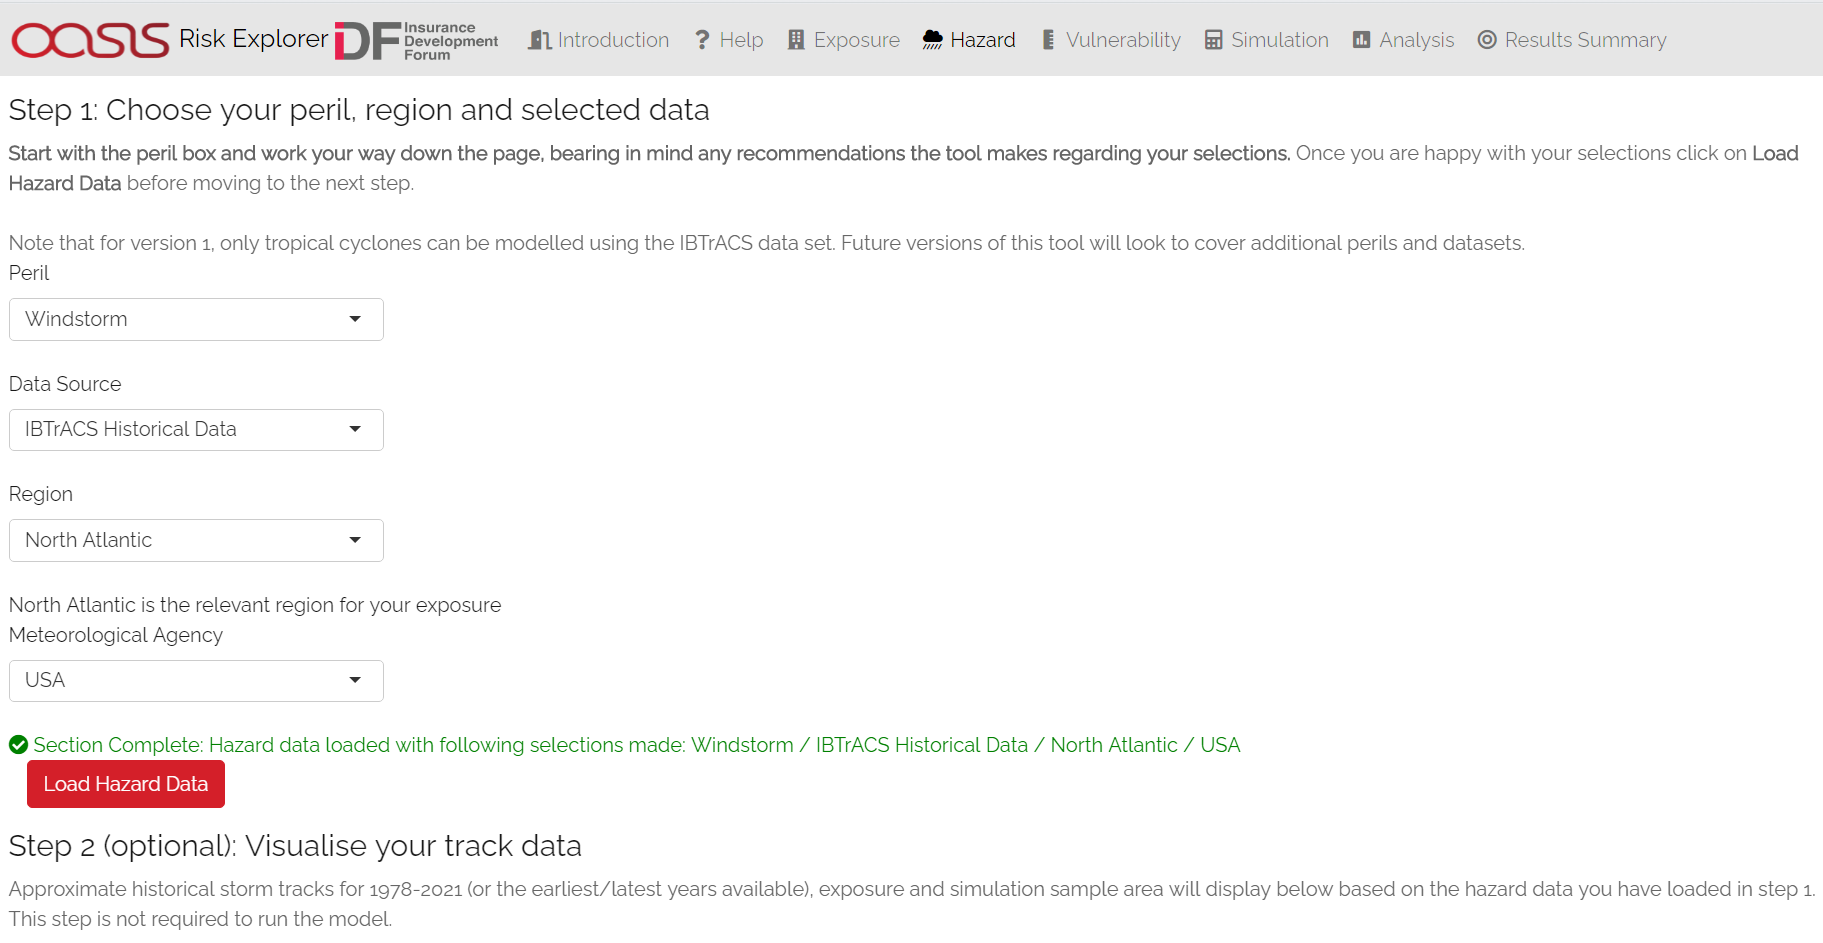 OASIS Risk Explorer IDF Insurance Development Forum Introduction Help Exposure Hazard Vulnerability Simulation Analysis Results Summary
Step 1: Choose your peril, region and selected data
Start with the peril box and work your way down the page, bearing in mind any recommendations the tool makes regarding your selections. Once you are happy with your selections click on Load
Hazard Data before moving to the next step.
Note that for version 1, only tropical cyclones can be modelled using the IBTrACS data set. Future versions of this tool will look to cover additional perils and datasets.
Peril
Windstorm
Data Source
IBTrACS Historical Data
Region
North Atlantic
North Atlantic is the relevant region for your exposure
Meteorological Agency
USA
Section Complete: Hazard data loaded with following selections made: Windstorm / IBTrACS Historical Data / North Atlantic / USA
Load Hazard Data
Step 2 (optional): Visualise your track data
Approximate historical storm tracks for 1978-2021 (or the earliest/latest years available), exposure and simulation sample area will display below based on the hazard data you have loaded in step 1.
This step is not required to run the model.